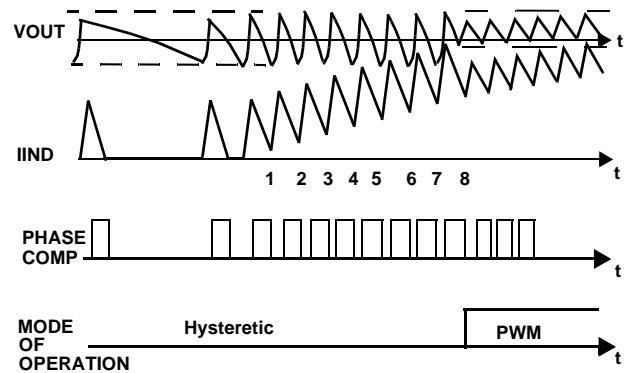 VOUT
t
IIND
1 2 3 4 5 6 7 8
t
PHASE
COMP
t
MODE
OF
OPERATION
Hysteretic
PWM
t